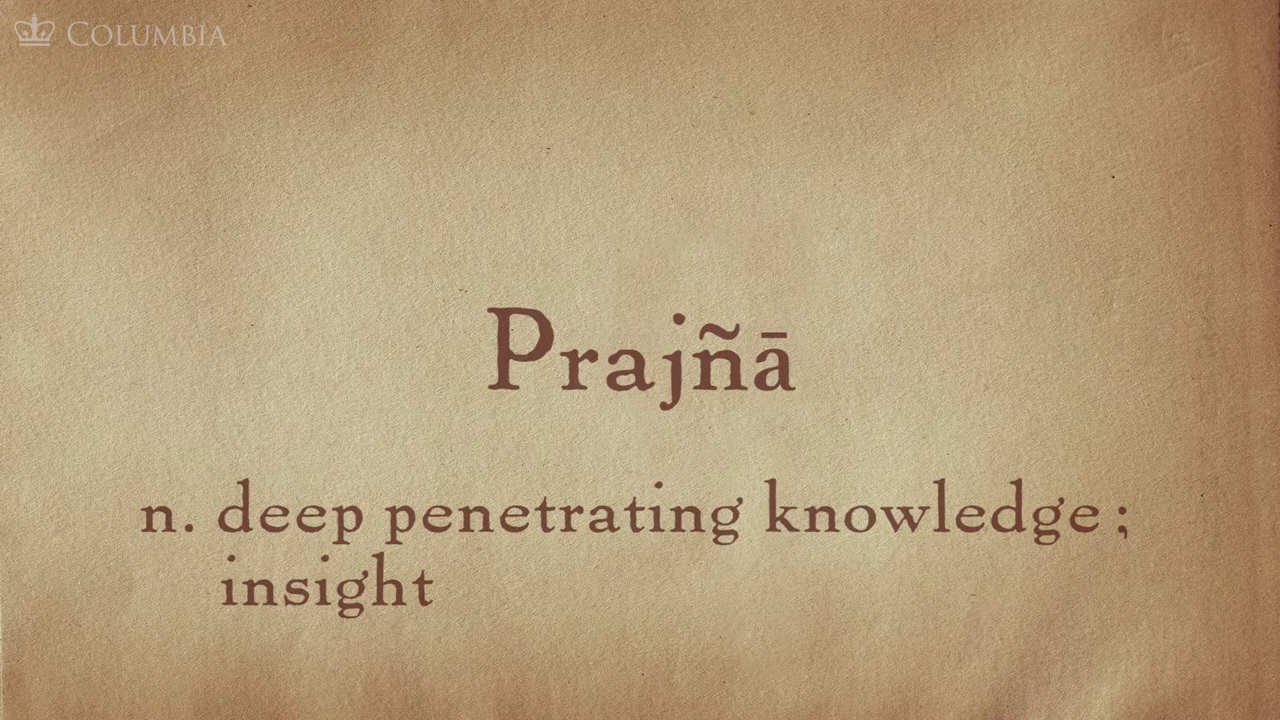 COLUMBIA
Prajñā
n. deep penetrating knowledge ;
insight